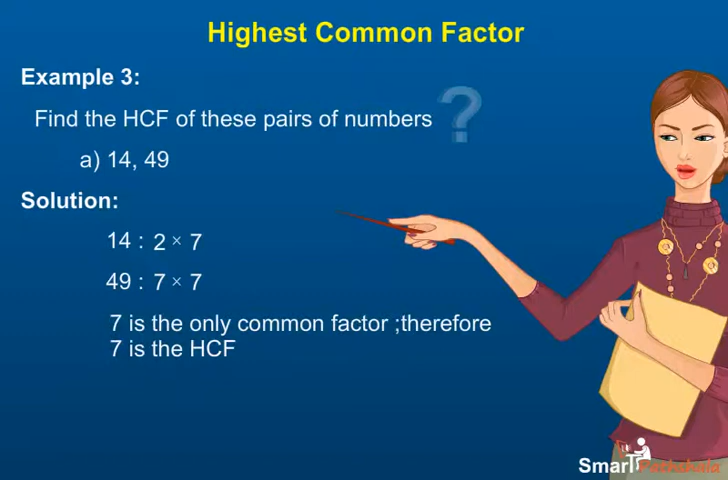 Highest Common Factor
Example 3:
Find the HCF of these pairs of numbers ?
a) 14, 49
Solution:
14 : 2 × 7
49 : 7 × 7
7 is the only common factor ;therefore
7 is the HCF
Smart Pathshala